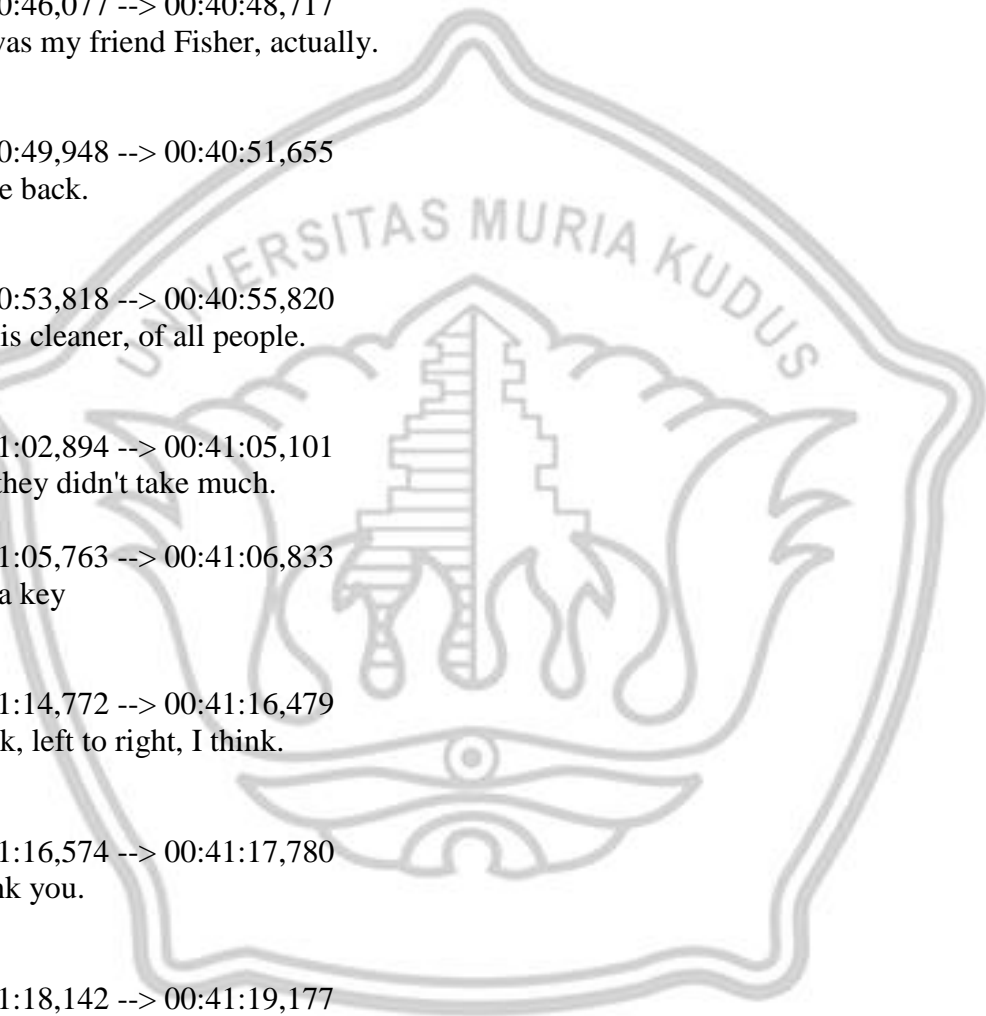 0:46,077 --> 00:40:48,717
was my friend Fisher, actually.
0:49,948 --> 00:40:51,655
e back.
0:53,818 --> 00:40:55,820
is cleaner, of all people.
1:02,894 --> 00:41:05,101
they didn't take much.
1:05,763 --> 00:41:06,833
a key
1:14,772 --> 00:41:16,479
k, left to right, I think.
1:16,574 --> 00:41:17,780
nk you.
1:18,142 --> 00:41:19,177
UNIVERSITAS MURIA KUDUS